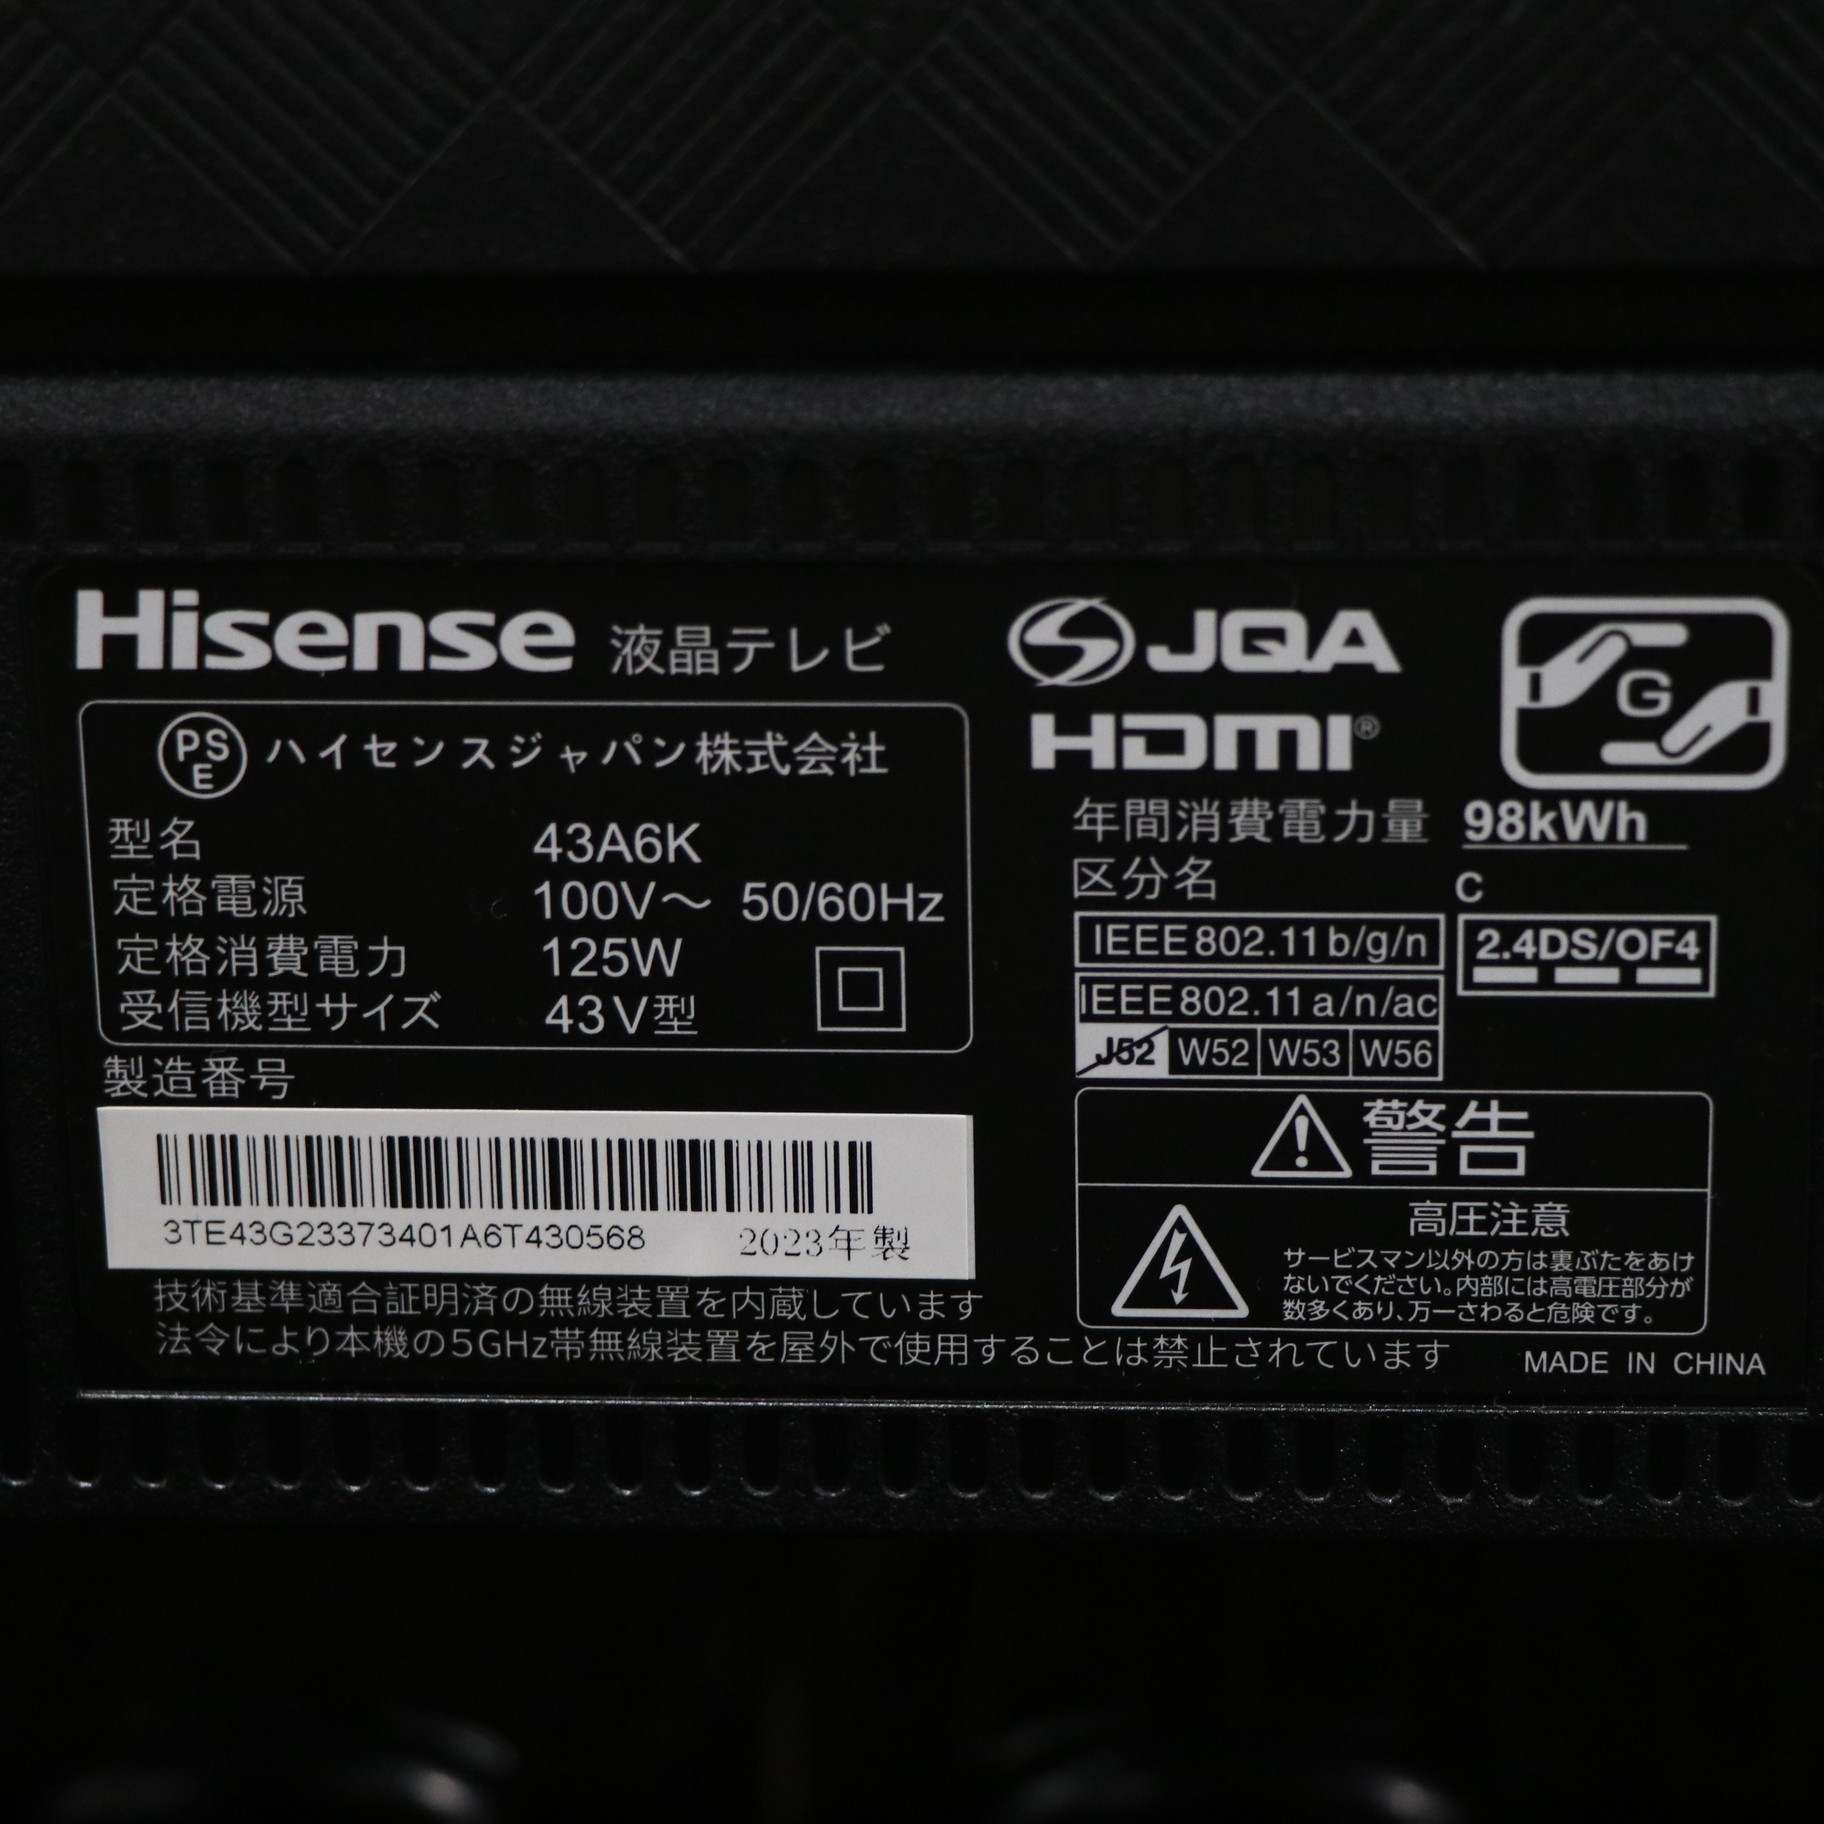 Hisense 液晶テレビ
PSE ハイセンスジャパン株式会社
型名 43A6K
定格電源 100V～ 50/60Hz
定格消費電力 125W
受信機型サイズ 43V型
製造番号
3TE43G23373401A6T430568 2023年製
技術基準適合証明済の無線装置を内蔵しています
法令により本機の5GHz帯無線装置を屋外で使用することは禁止されています
JQA
HDMI®
G
年間消費電力量 98kWh
区分名 C
IEEE802.11b/g/n 2.4DS/OF4
IEEE802.11a/n/ac
J52 W52 W53 W56
警告
高圧注意
サービスマン以外の方は裏ぶたをあけ
ないでください。内部には高電圧部分が
数多くあり、万一さわると危険です。
MADE IN CHINA